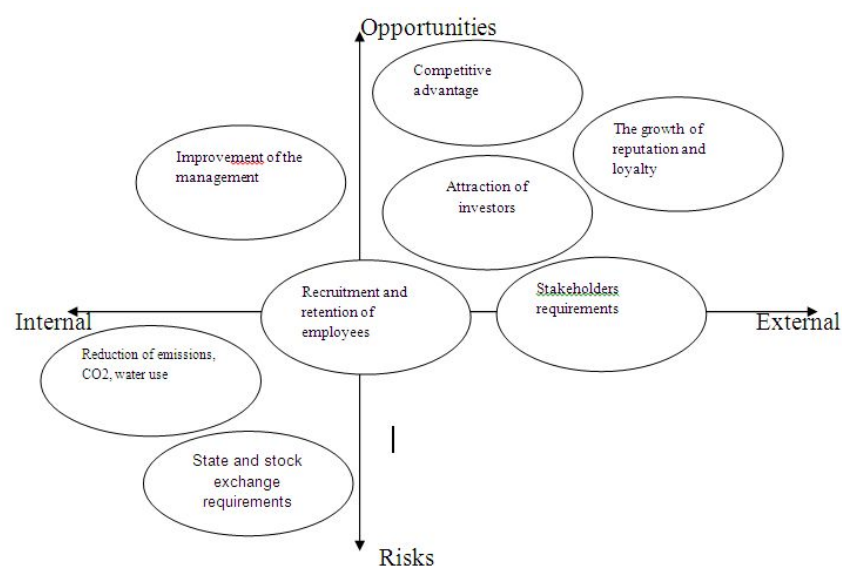 Opportunities
Competitive
advantage
The growth of
reputation and
loyalty
Improvement of the
management
Attraction of
investors
Recruitment and
retention of
employees
Stakeholders
requirements
Internal
External
Reduction of emissions,
CO2, water use
State and stock
exchange
requirements
Risks